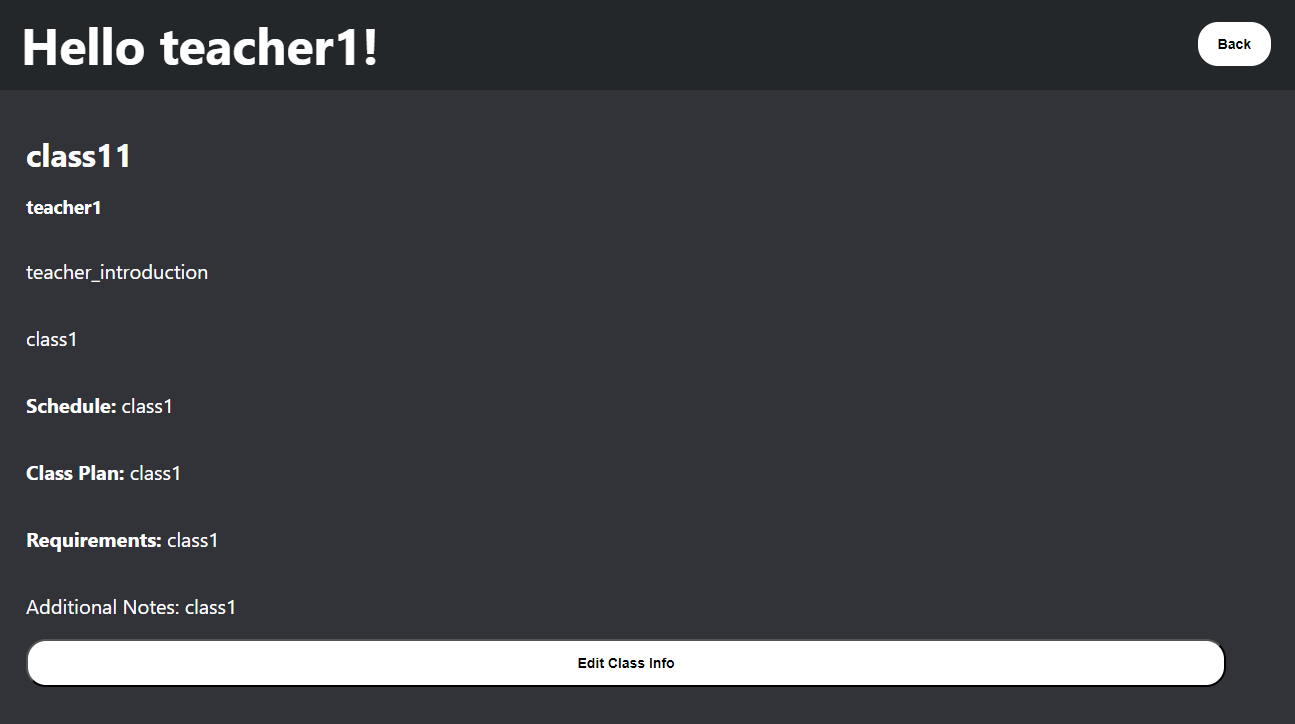 Hello teacher1!
Back
class11
teacher1
teacher_introduction
class1
Schedule: class1
Class Plan: class1
Requirements: class1
Additional Notes: class1
Edit Class Info